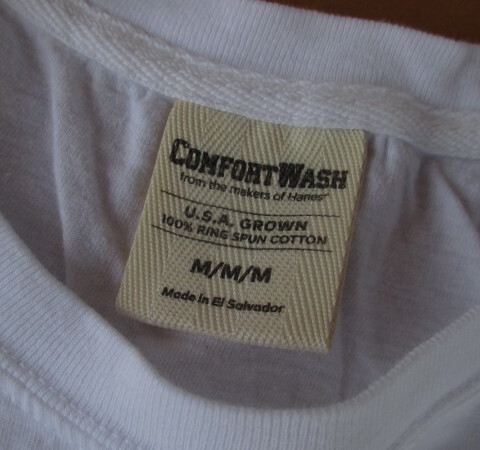 COMFORTWASH
from the makers of Hanes
U.S.A. GROWN
100% RING SPUN COTTON
M/M/M
Made in El Salvador